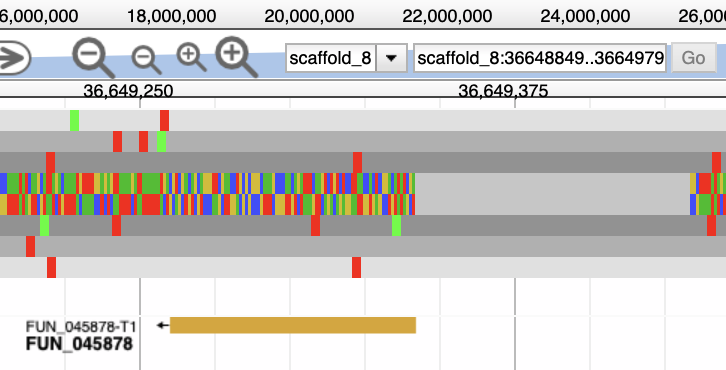 6,000,000 18,000,000 20,000,000 22,000,000 24,000,000 26,00
scaffold_8 scaffold_8:36648849..3664979 Go
36,649,250 36,649,375
FUN_045878-T1
FUN_045878